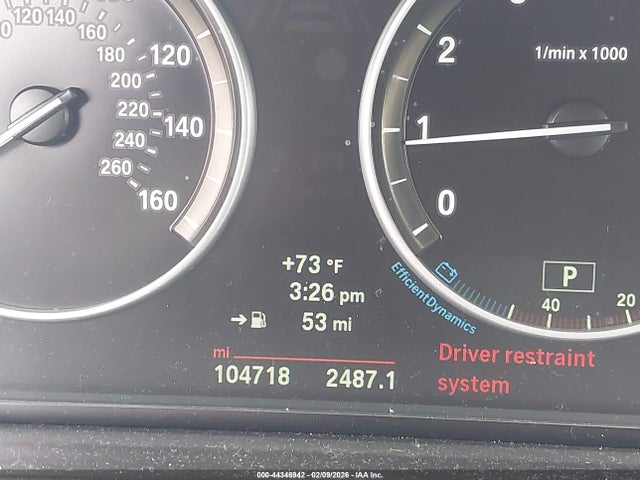 120 140
160
180
200
220
240
260
120
140
160
2
1
0
1/min x 1000
P
40
20
EfficientDynamics
+73 °F
3:26 pm
53 mi
mi
104718 2487.1
Driver restraint
system
000-44346942 - 02/09/2026 - IAA Inc.